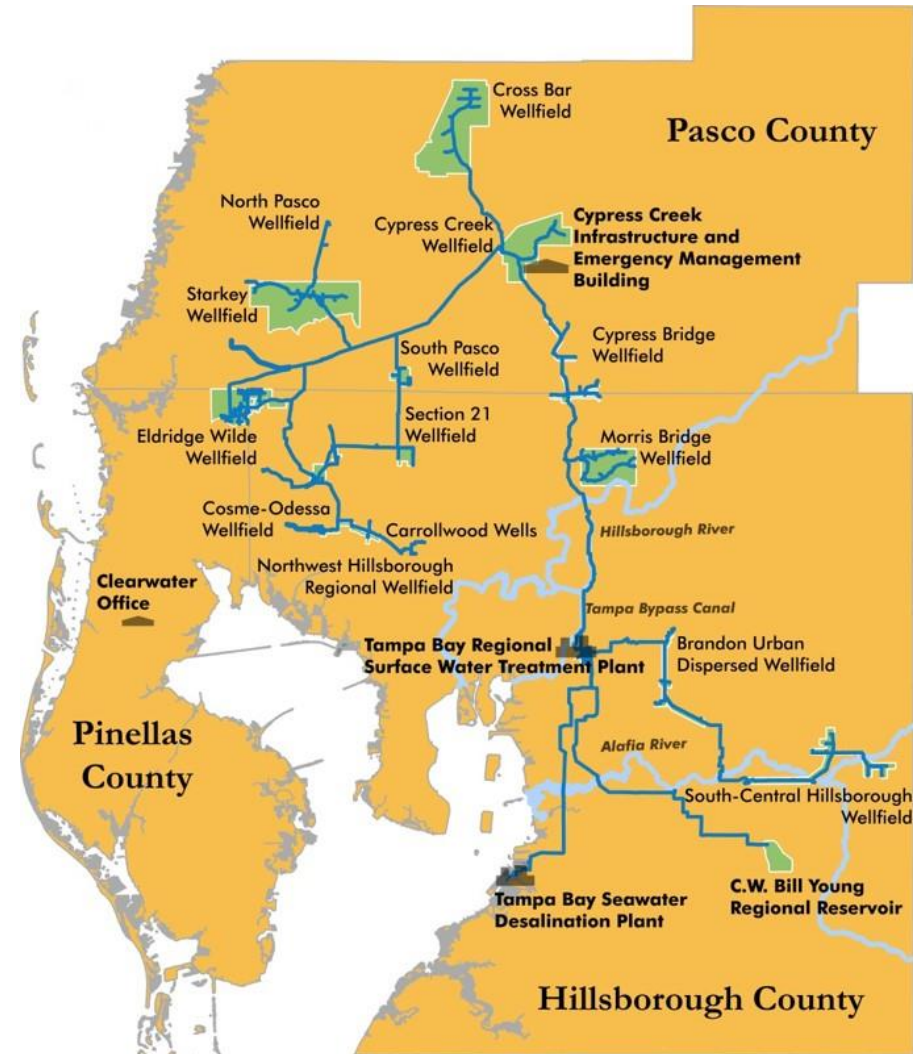 Cross Bar
Wellfield
Pasco County
North Pasco
Wellfield
Cypress Creek
Wellfield
Cypress Creek
Infrastructure and
Emergency Management
Building
Starkey
Wellfield
Cypress Bridge
Wellfield
South Pasco
Wellfield
Section 21
Wellfield
Eldridge Wilde
Wellfield
Morris Bridge
Wellfield
Cosme-Odessa
Wellfield
Carrollwood Wells
Hillsborough River
Northwest Hillsborough
Regional Wellfield
Clearwater
Office
Tampa Bypass Canal
Tampa Bay Regional
Surface Water Treatment Plant
Brandon Urban
Dispersed Wellfield
Pinellas
County
Alafia River
South-Central Hillsborough
Wellfield
C.W. Bill Young
Regional Reservoir
Tampa Bay Seawater
Desalination Plant
Hillsborough County